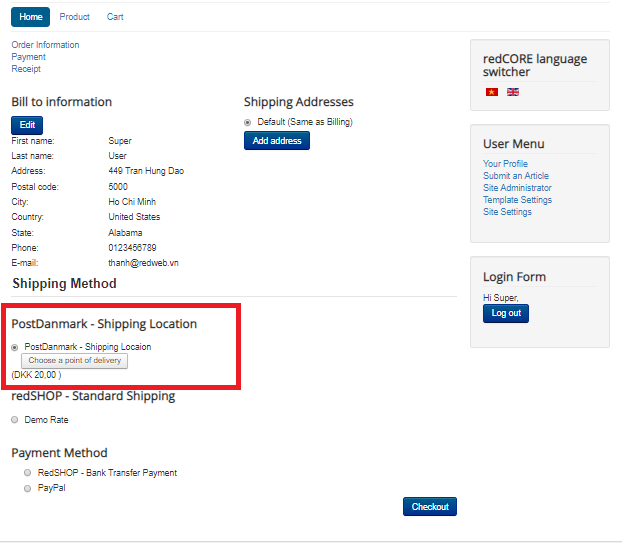 Home Product Cart
Order Information
Payment
Receipt
Bill to information
Edit
First name: Super
Last name: User
Address: 449 Tran Hung Dao
Postal code: 5000
City: Ho Chi Minh
Country: United States
State: Alabama
Phone: 0123456789
E-mail: thanh@redweb.vn
Shipping Addresses
Default (Same as Billing)
Add address
Shipping Method
PostDanmark - Shipping Location
PostDanmark - Shipping Locaion
Choose a point of delivery
(DKK 20,00 )
redSHOP - Standard Shipping
Demo Rate
Payment Method
RedSHOP - Bank Transfer Payment
PayPal
Checkout
redCORE language
switcher
User Menu
Your Profile
Submit an Article
Site Administrator
Template Settings
Site Settings
Login Form
Hi Super,
Log out